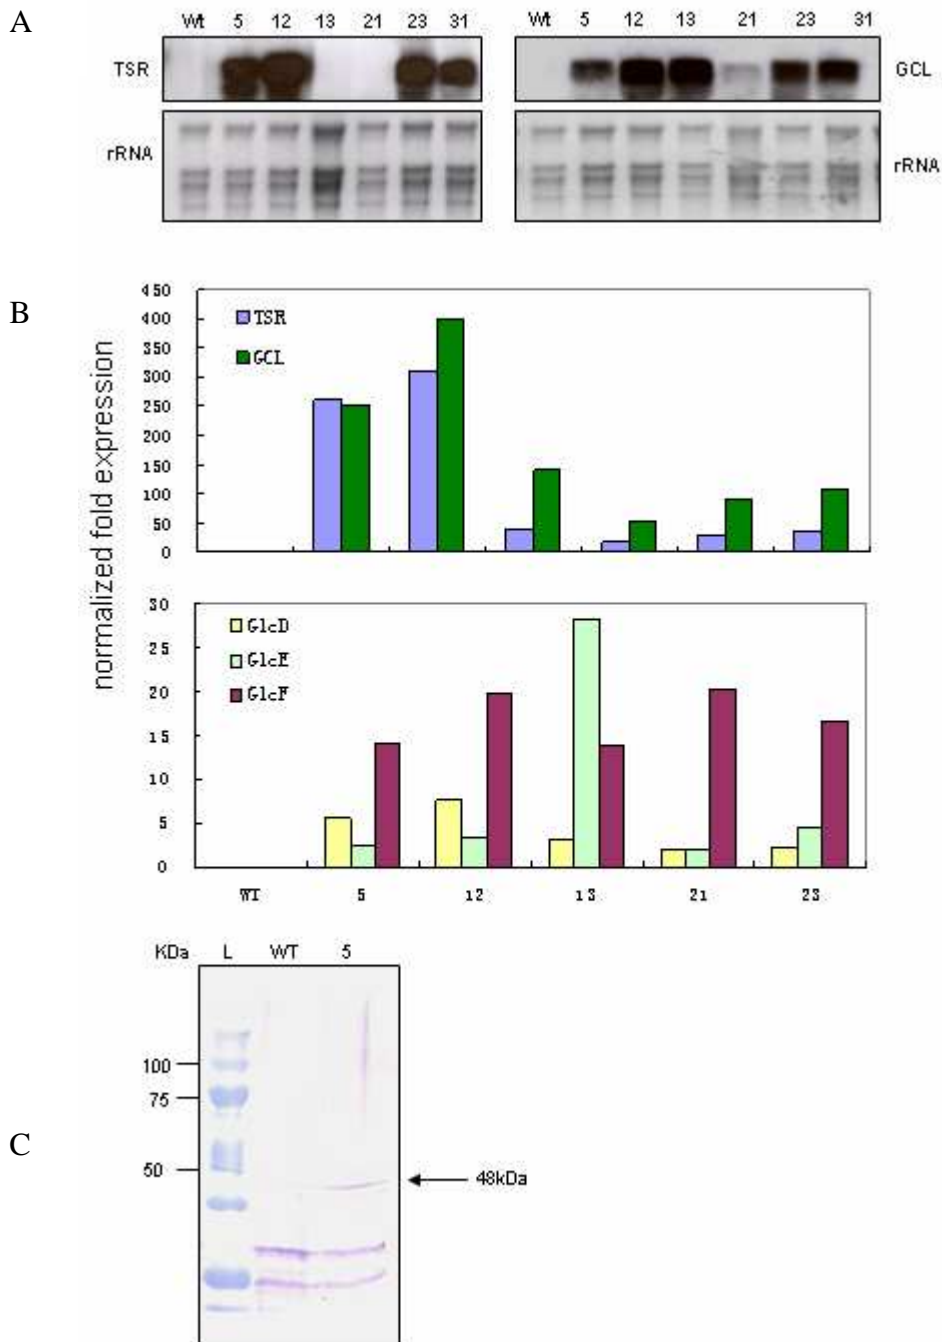 A
Wt 5 12 13 21 23 31
Wt 5 12 13 21 23 31
TSR
GCL
rRNA
rRNA
B
normalized fold expression
450
400
350
300
250
200
150
100
50
0
TSR
GCL
30
25
20
15
10
5
0
GlcD
GlcE
GlcF
WT 5 12 13 21 23
C
KDa L WT 5
100
75
50
48kDa